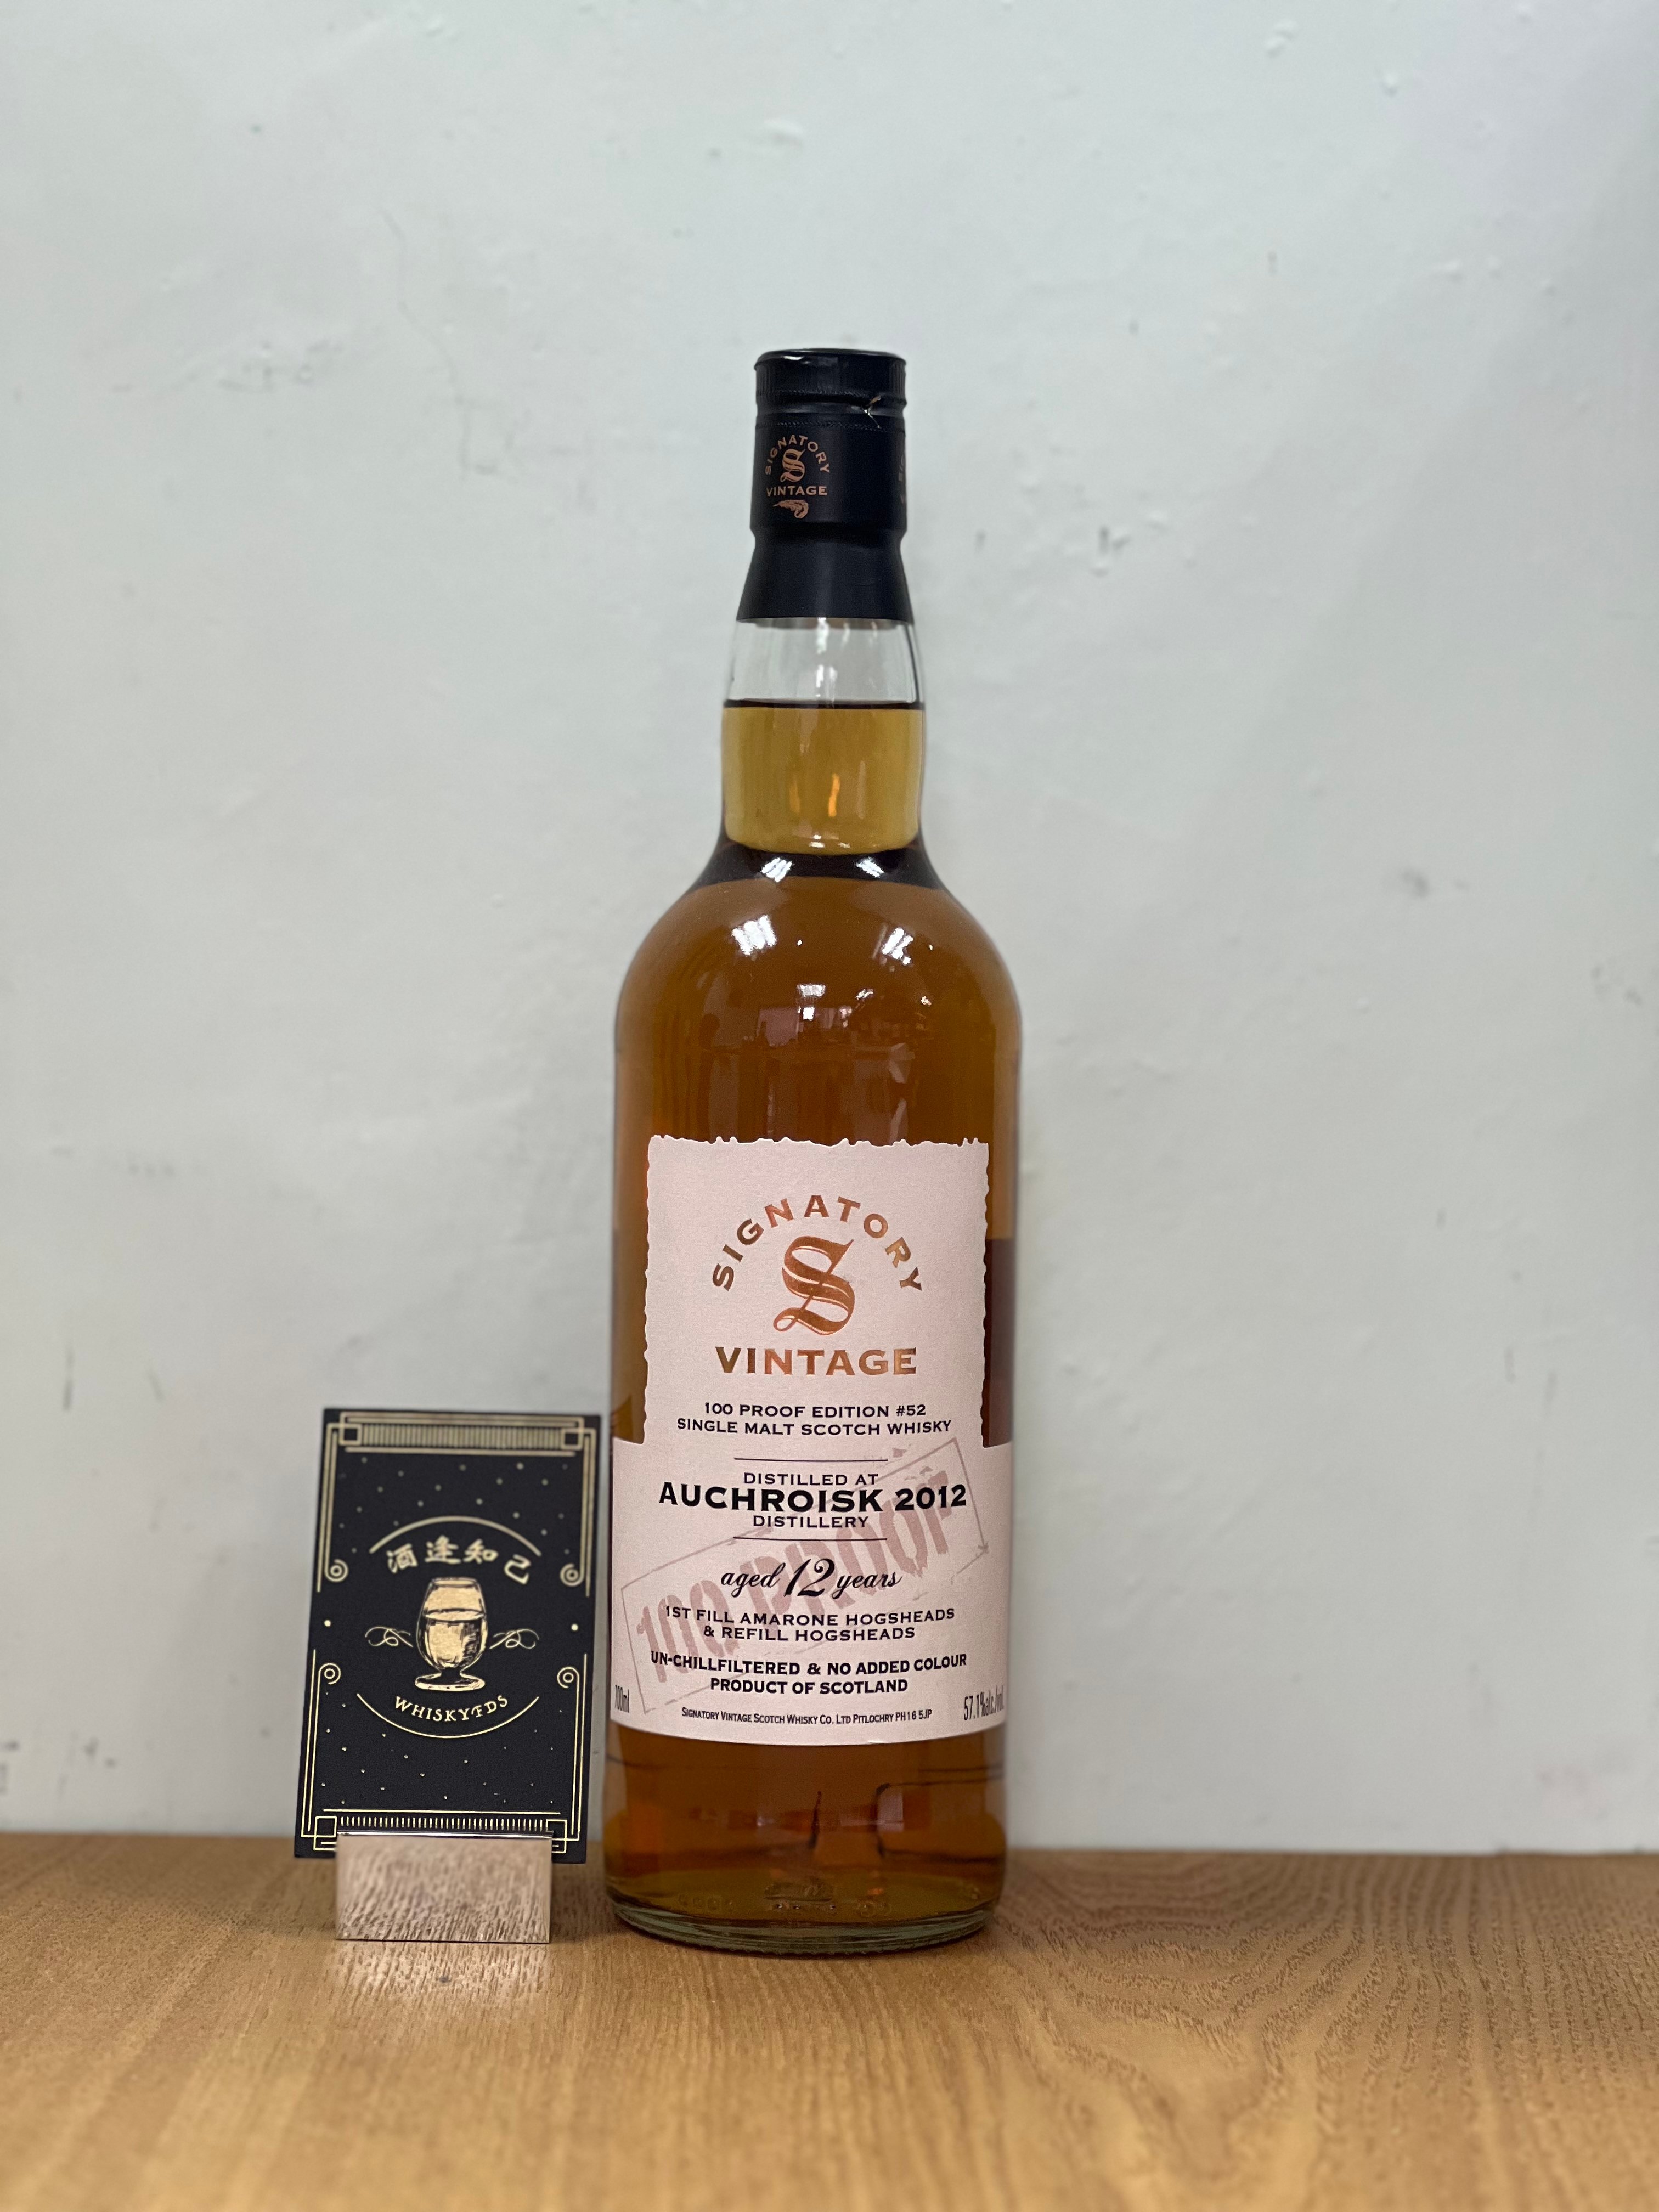 SIGNATORY
S
VINTAGE
SIGNATORY
S
VINTAGE
100 PROOF EDITION #52
SINGLE MALT SCOTCH WHISKY
DISTILLED AT
AUCHROISK 2012
DISTILLERY
100 PROOF
aged 12 years
1ST FILL AMARONE HOGSHEADS
& REFILL HOGSHEADS
UN-CHILLFILTERED & NO ADDED COLOUR
PRODUCT OF SCOTLAND
700ml
SIGNATORY VINTAGE SCOTCH WHISKY CO. LTD PITLOCHRY PH16 5JP
57.1%alc./vol
酒逢知己
WHISKYFDS